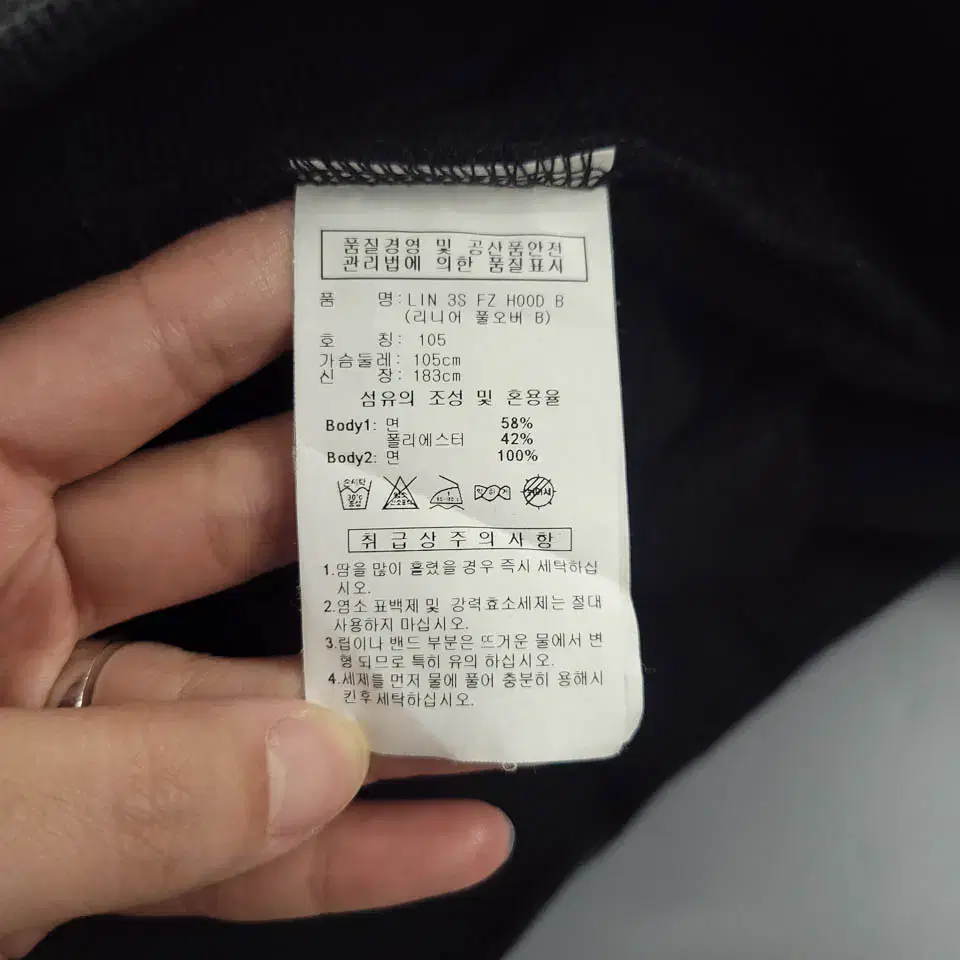 품질경영 및 공산품안전
관리법에 의한 품질표시
품 명: LIN 3S FZ HOOD B
(리니어 풀오버 B)
호 칭: 105
가슴둘레: 105cm
신 장: 183cm
섬유의 조성 및 혼용율
Body1: 면 58%
폴리에스터 42%
Body2: 면 100%
손세탁
30℃
중성
취급상주의사항
1.땀을 많이 흘렸을 경우 즉시 세탁하십
시오.
2.염소 표백제 및 강력효소세제는 절대
사용하지 마십시오.
3.립이나 밴드 부분은 뜨거운 물에서 변
형 되므로 특히 유의 하십시오.
4.세제를 먼저 물에 풀어 충분히 용해시
킨후 세탁하십시오.